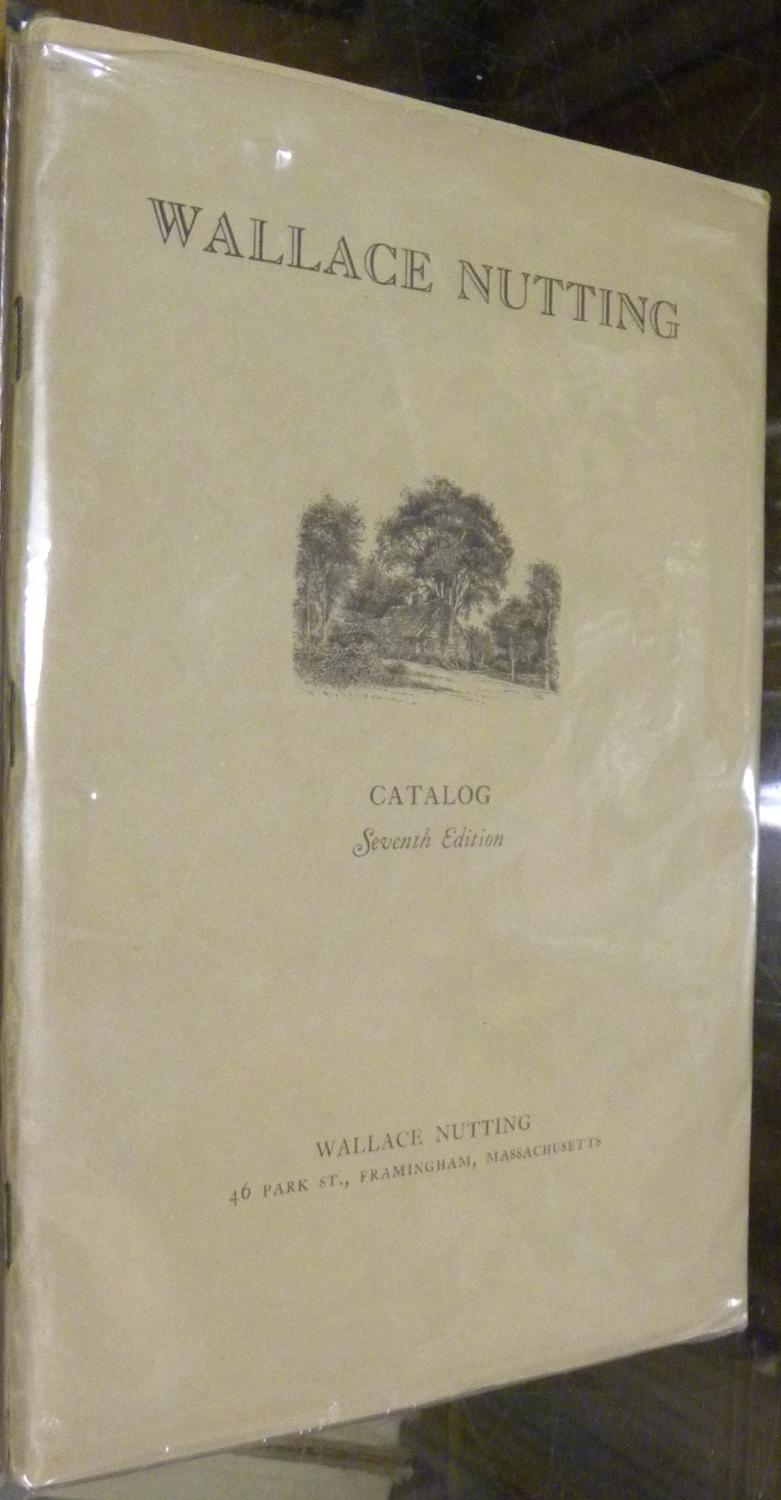 WALLACE NUTTING
CATALOG
Seventh Edition
WALLACE NUTTING
46 PARK ST., FRAMINGHAM, MASSACHUSETTS